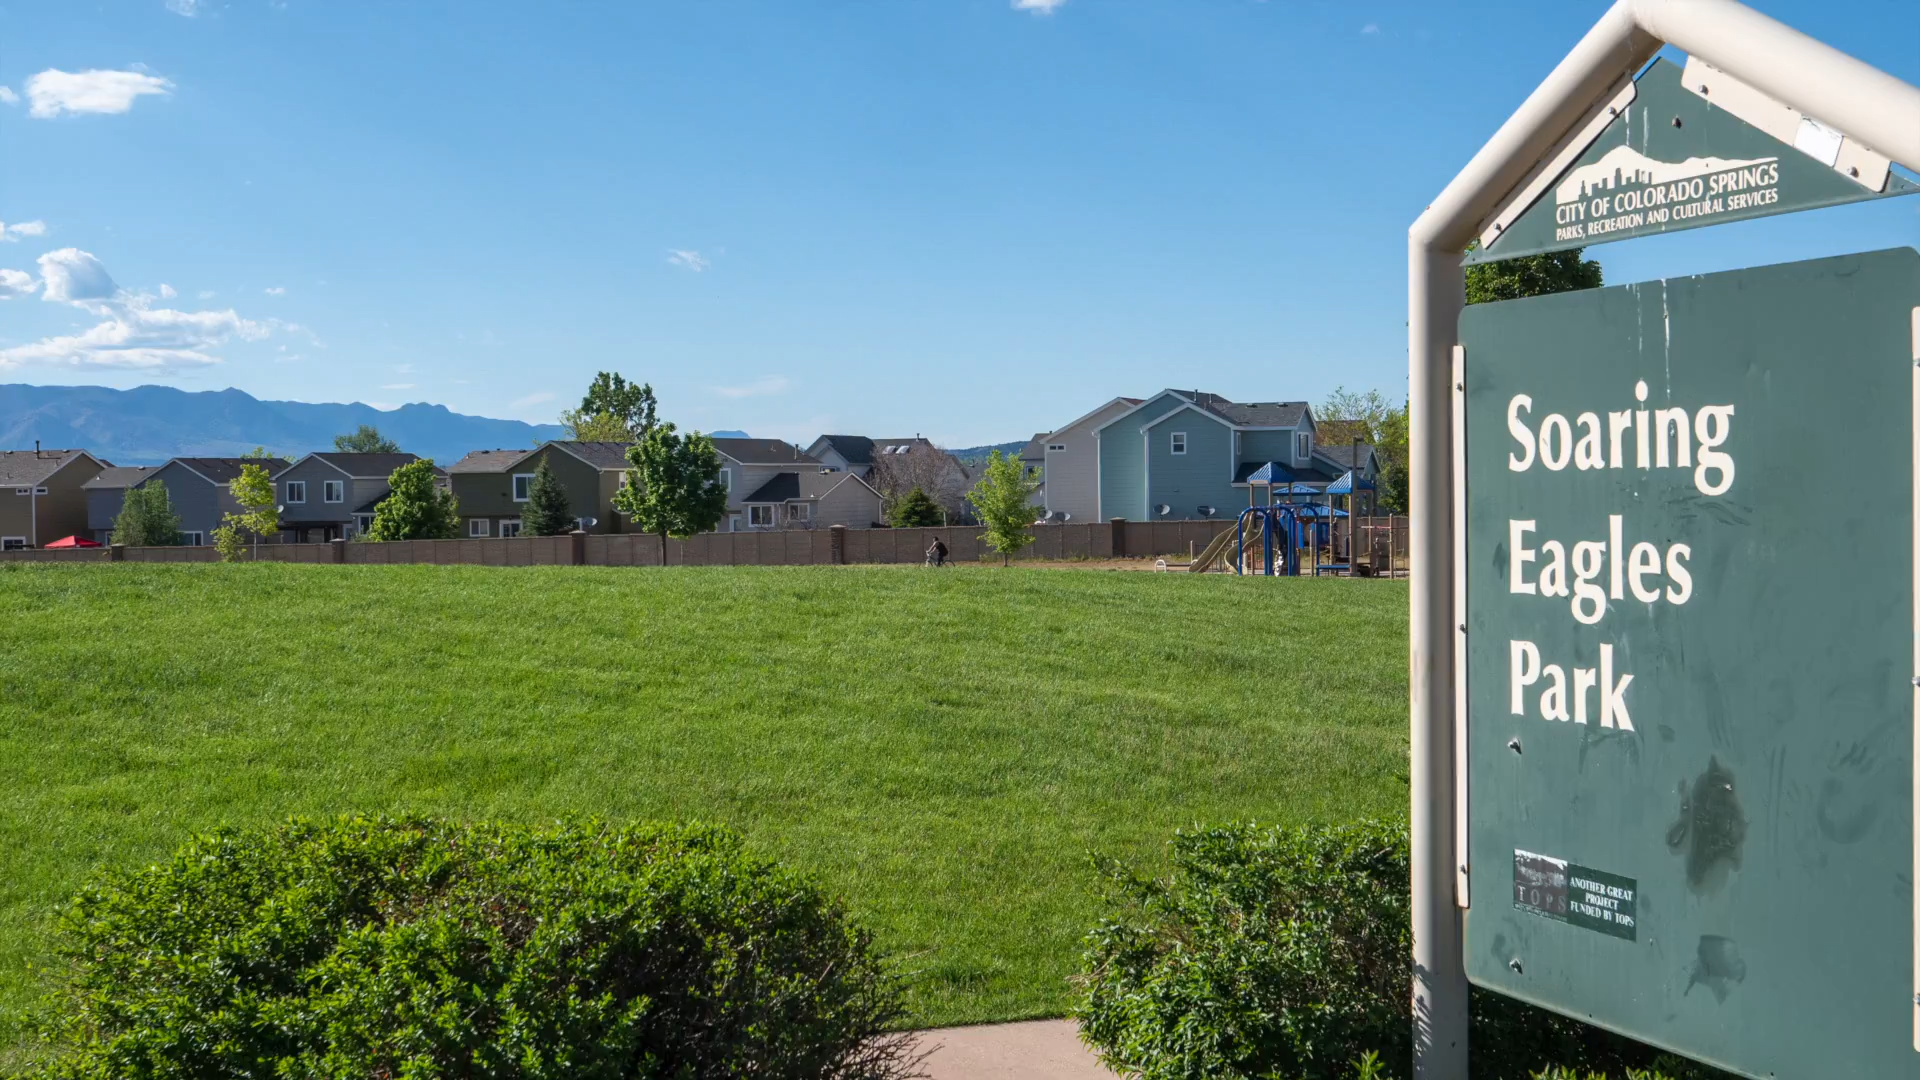 CITY OF COLORADO SPRINGS
PARKS, RECREATION AND CULTURAL SERVICES
Soaring
Eagles
Park
TOPS
ANOTHER GREAT
PROJECT
FUNDED BY TOPS